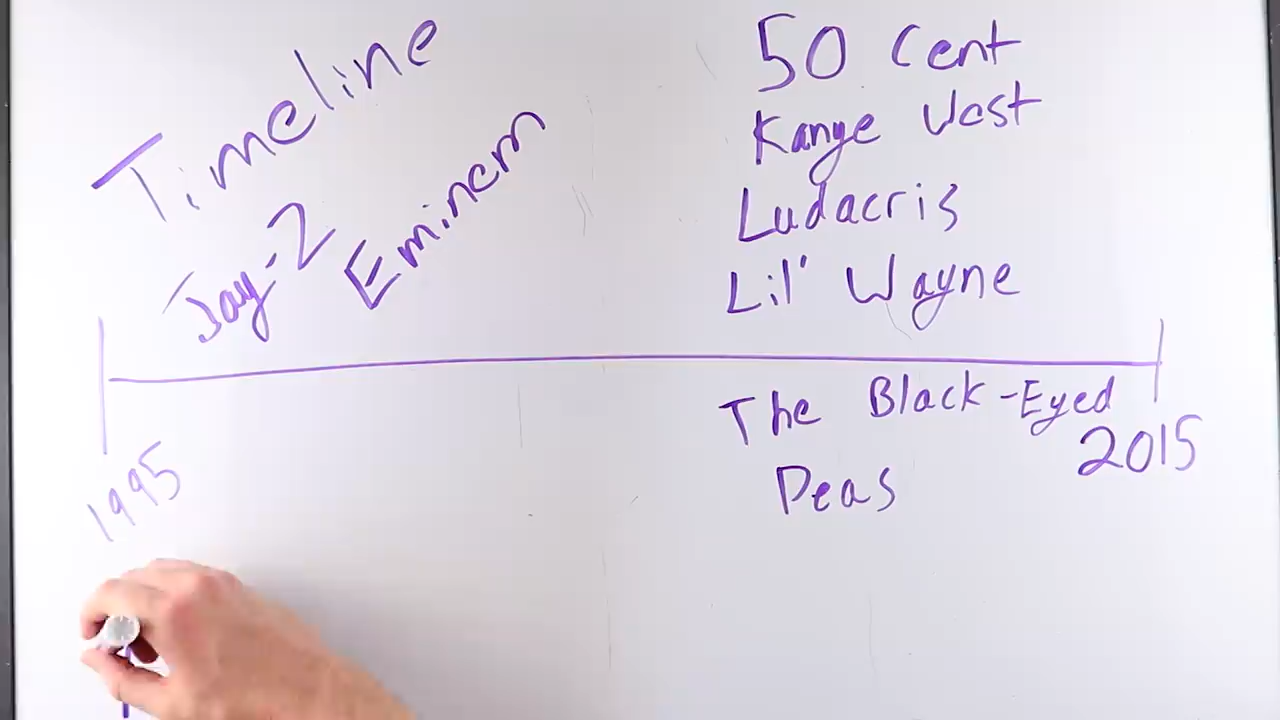 Timeline
Jay-Z
Eminem
50 Cent
Kanye West
Ludacris
Lil' Wayne
The Black-Eyed
Peas
1995
2015